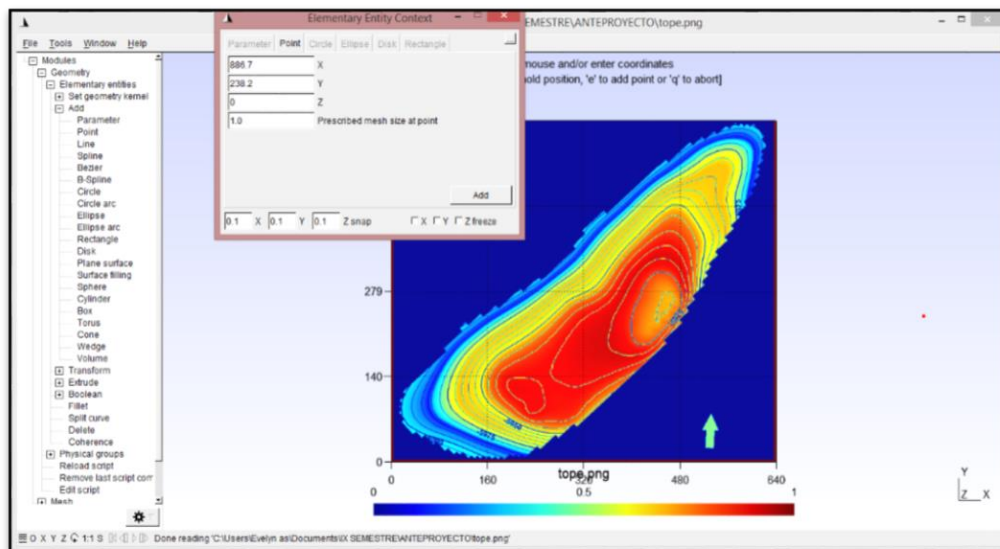 Elementary Entity Context
SEMESTRE\ANTEPROYECTO\tope.png
File Tools Window Help
Modules
Geometry
Elementary entities
Set geometry kernel
Add
Parameter
Point
Line
Spline
Bezier
B-Spline
Circle
Circle arc
Ellipse
Ellipse arc
Rectangle
Disk
Plane surface
Surface filling
Sphere
Cylinder
Box
Torus
Cone
Wedge
Volume
Transform
Extrude
Boolean
Fillet
Split curve
Delete
Coherence
Physical groups
Reload script
Remove last script com
Edit script
Mesh
Parameter Point Circle Ellipse Disk Rectangle
886.7 X
238.2 Y
0 Z
1.0 Prescribed mesh size at point
Add
0.1 X 0.1 Y 0.1 Z snap X Y Z freeze
mouse and/or enter coordinates
hold position, 'e' to add point or 'q' to abort]
279
140
0
0 160 320 480 640
tope.png
0 0.5 1
Y
Z X
O X Y Z 1:1 S Done reading 'C:\Users\Evelyn as\Documents\IX SEMESTRE\ANTEPROYECTO\tope.png'